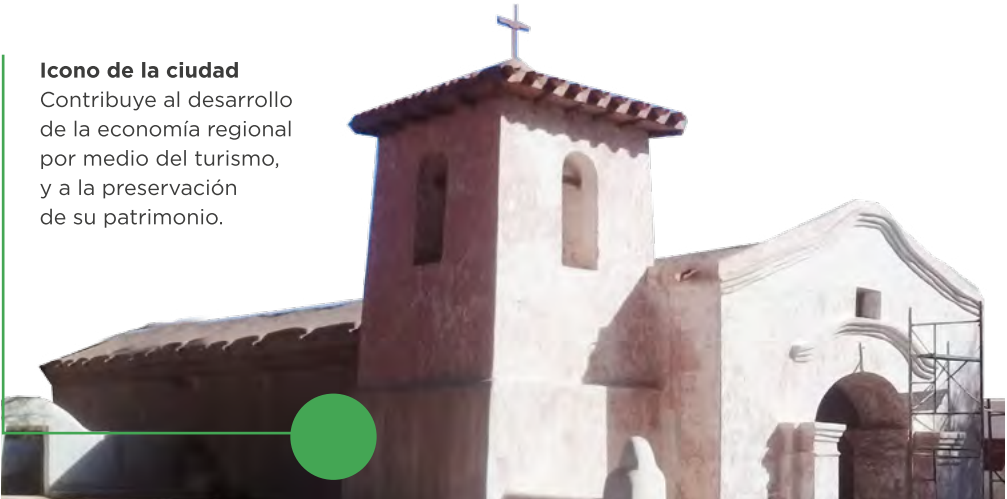 Icono de la ciudad
Contribuye al desarrollo
de la economía regional
por medio del turismo,
y a la preservación
de su patrimonio.